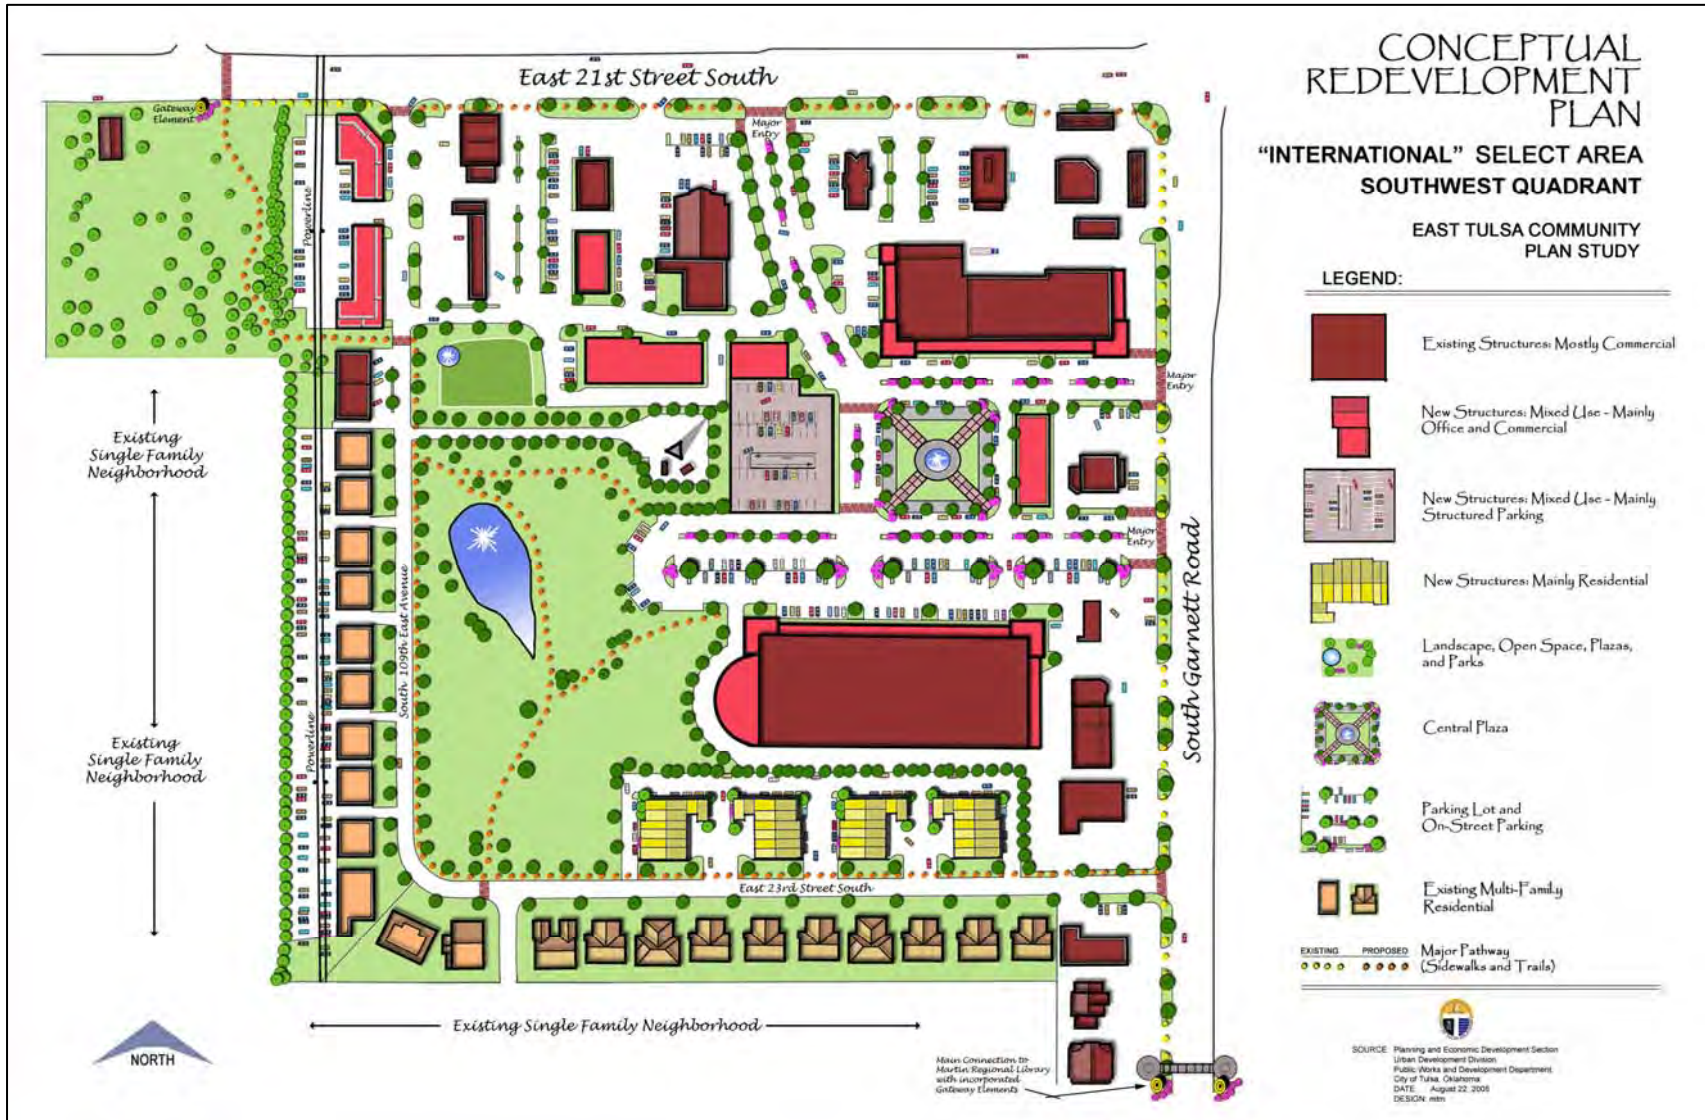 CONCEPTUAL
REDEVELOPMENT
PLAN
"INTERNATIONAL" SELECT AREA
SOUTHWEST QUADRANT
EAST TULSA COMMUNITY
PLAN STUDY
LEGEND:
Existing Structures: Mostly Commercial
New Structures: Mixed Use - Mainly
Office and Commercial
New Structures: Mixed Use - Mainly
Structured Parking
New Structures: Mainly Residential
Landscape, Open Space, Plazas,
and Parks
Central Plaza
Parking Lot and
On-Street Parking
Existing Multi-Family
Residential
EXISTING PROPOSED Major Pathway
(Sidewalks and Trails)
SOURCE: Planning and Economic Development Section
Urban Development Division
Public Works and Development Department
City of Tulsa, Oklahoma
DATE: August 22, 2005
DESIGN: mtm
East 21st Street South
Gateway
Element
Major
Entry
Powerline
Major
Entry
Existing
Single Family
Neighborhood
South 109th East Avenue
Major
Entry
South Garnett Road
Existing
Single Family
Neighborhood
Powerline
East 23rd Street South
Existing Single Family Neighborhood
NORTH
Main Connection to
Martin Regional Library
with incorporated
Gateway Elements